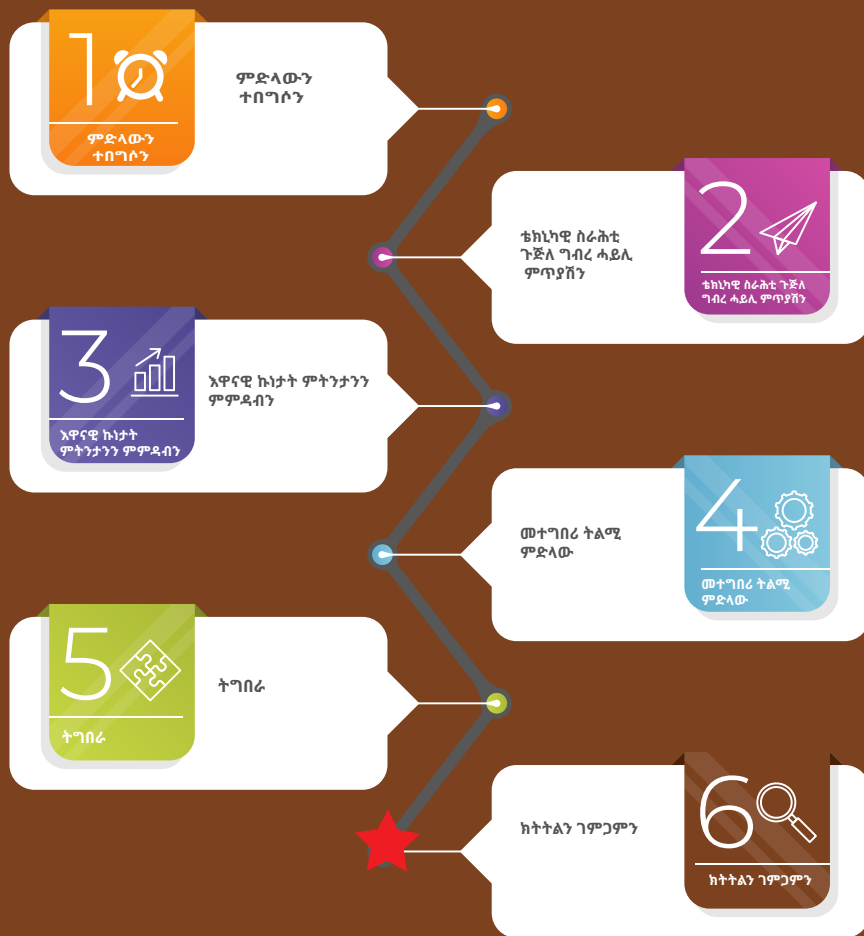 1
ምድላውን
ተበግሶን
ምድላውን
ተበግሶን
2
ቴክኒካዊ ስራሕቲ
ጉጅለ ግብረ ሓይሊ
ምጥያሽን
ቴክኒካዊ ስራሕቲ ጉጅለ
ግብረ ሓይሊ ምጥያሽን
3
እዋናዊ ኩነታት
ምትንታንን ምምዳብን
እዋናዊ ኩነታት ምትንታንን
ምምዳብን
4
መተግበሪ ትልሚ
ምድላው
መተግበሪ ትልሚ
ምድላው
5
ትግበራ
ትግበራ
6
ክትትልን ገምጋምን
ክትትልን ገምጋምን